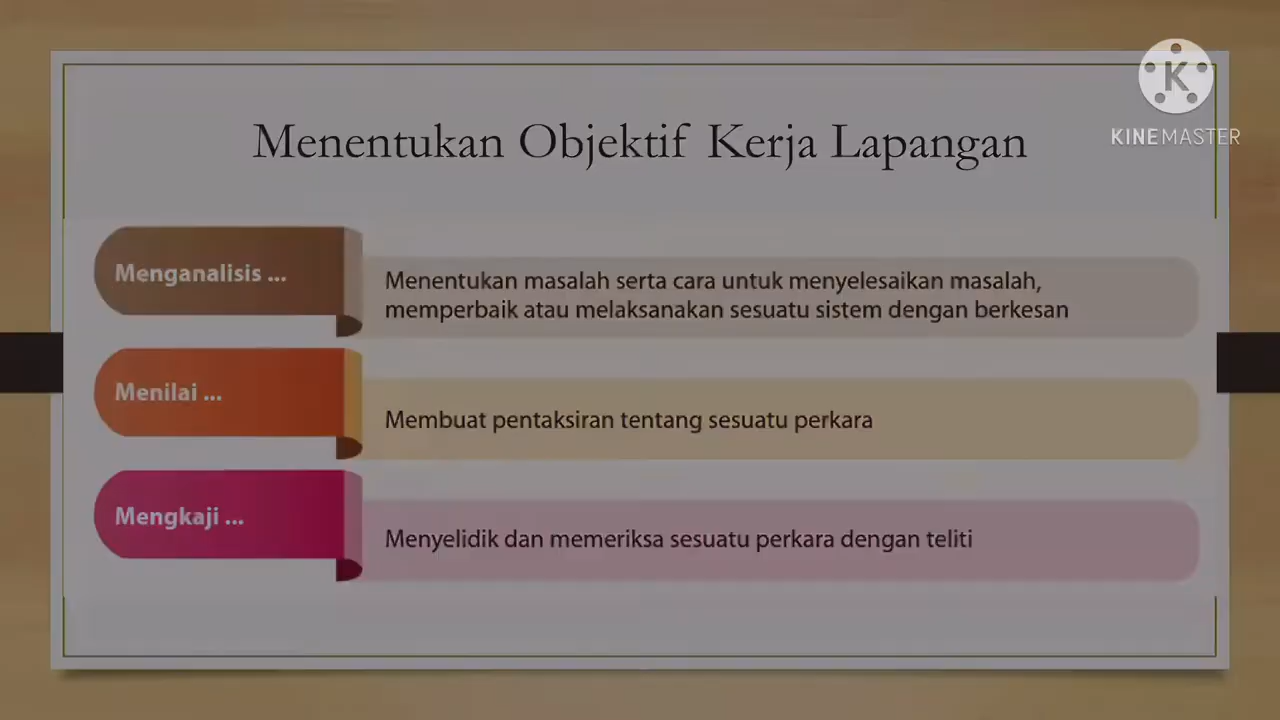 K
KINEMASTER
Menentukan Objektif Kerja Lapangan
Menganalisis ...
Menentukan masalah serta cara untuk menyelesaikan masalah,
memperbaik atau melaksanakan sesuatu sistem dengan berkesan
Menilai ...
Membuat pentaksiran tentang sesuatu perkara
Mengkaji ...
Menyelidik dan memeriksa sesuatu perkara dengan teliti